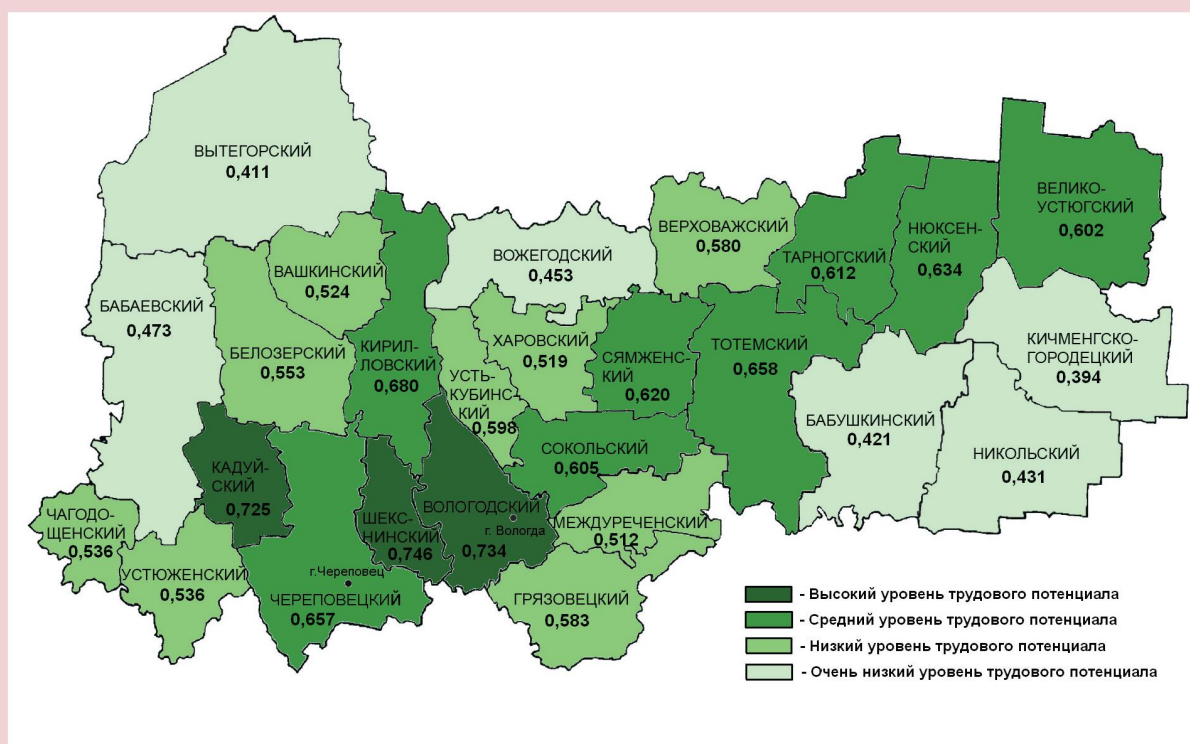 ВЫТЕГОРСКИЙ
0,411
ВЕЛИКО-
УСТЮГСКИЙ
0,602
ВЕРХОВАЖСКИЙ
0,580
НЮКСЕН-
СКИЙ
0,634
ТАРНОГСКИЙ
0,612
ВОЖЕГОДСКИЙ
0,453
ВАШКИНСКИЙ
0,524
БАБАЕВСКИЙ
0,473
БЕЛОЗЕРСКИЙ
0,553
КИРИЛ-
ЛОВСКИЙ
0,680
ХАРОВСКИЙ
0,519
УСТЬ-
КУБИНС-
КИЙ
0,598
СЯМЖЕНС-
КИЙ
0,620
ТОТЕМСКИЙ
0,658
КИЧМЕНГСКО-
ГОРОДЕЦКИЙ
0,394
БАБУШКИНСКИЙ
0,421
НИКОЛЬСКИЙ
0,431
СОКОЛЬСКИЙ
0,605
КАДУЙ-
СКИЙ
0,725
ЧАГОДО-
ЩЕНСКИЙ
0,536
УСТЮЖЕНСКИЙ
0,536
г.Череповец
ЧЕРЕПОВЕЦКИЙ
0,657
ШЕКС-
НИНСКИЙ
0,746
ВОЛОГОДСКИЙ
г. Вологда
0,734
МЕЖДУРЕЧЕНСКИЙ
0,512
ГРЯЗОВЕЦКИЙ
0,583
- Высокий уровень трудового потенциала
- Средний уровень трудового потенциала
- Низкий уровень трудового потенциала
- Очень низкий уровень трудового потенциала